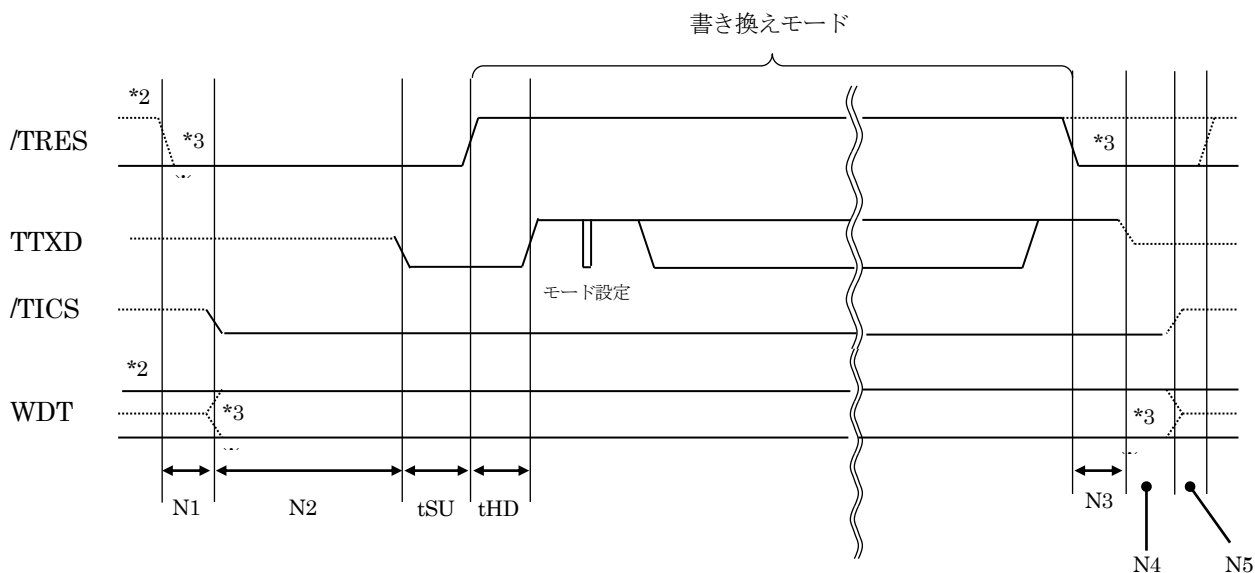 書き換えモード
*2
/TRES
*3
*3
TTXD
モード設定
/TICS
*2
WDT
*3
*3
N1
N2
tSU
tHD
N3
N4
N5